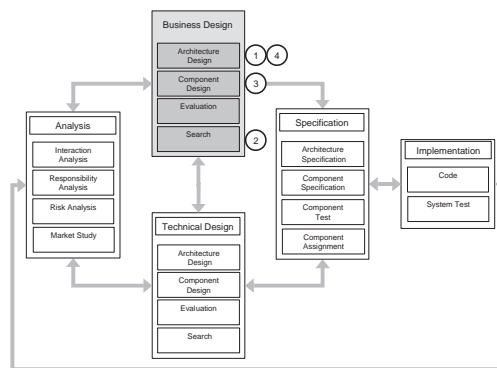 Business Design
Architecture
Design
1
4
Component
Design
3
Evaluation
Search
2
Analysis
Interaction
Analysis
Responsibility
Analysis
Risk Analysis
Market Study
Specification
Architecture
Specification
Component
Specification
Component
Test
Component
Assignment
Implementation
Code
System Test
Technical Design
Architecture
Design
Component
Design
Evaluation
Search